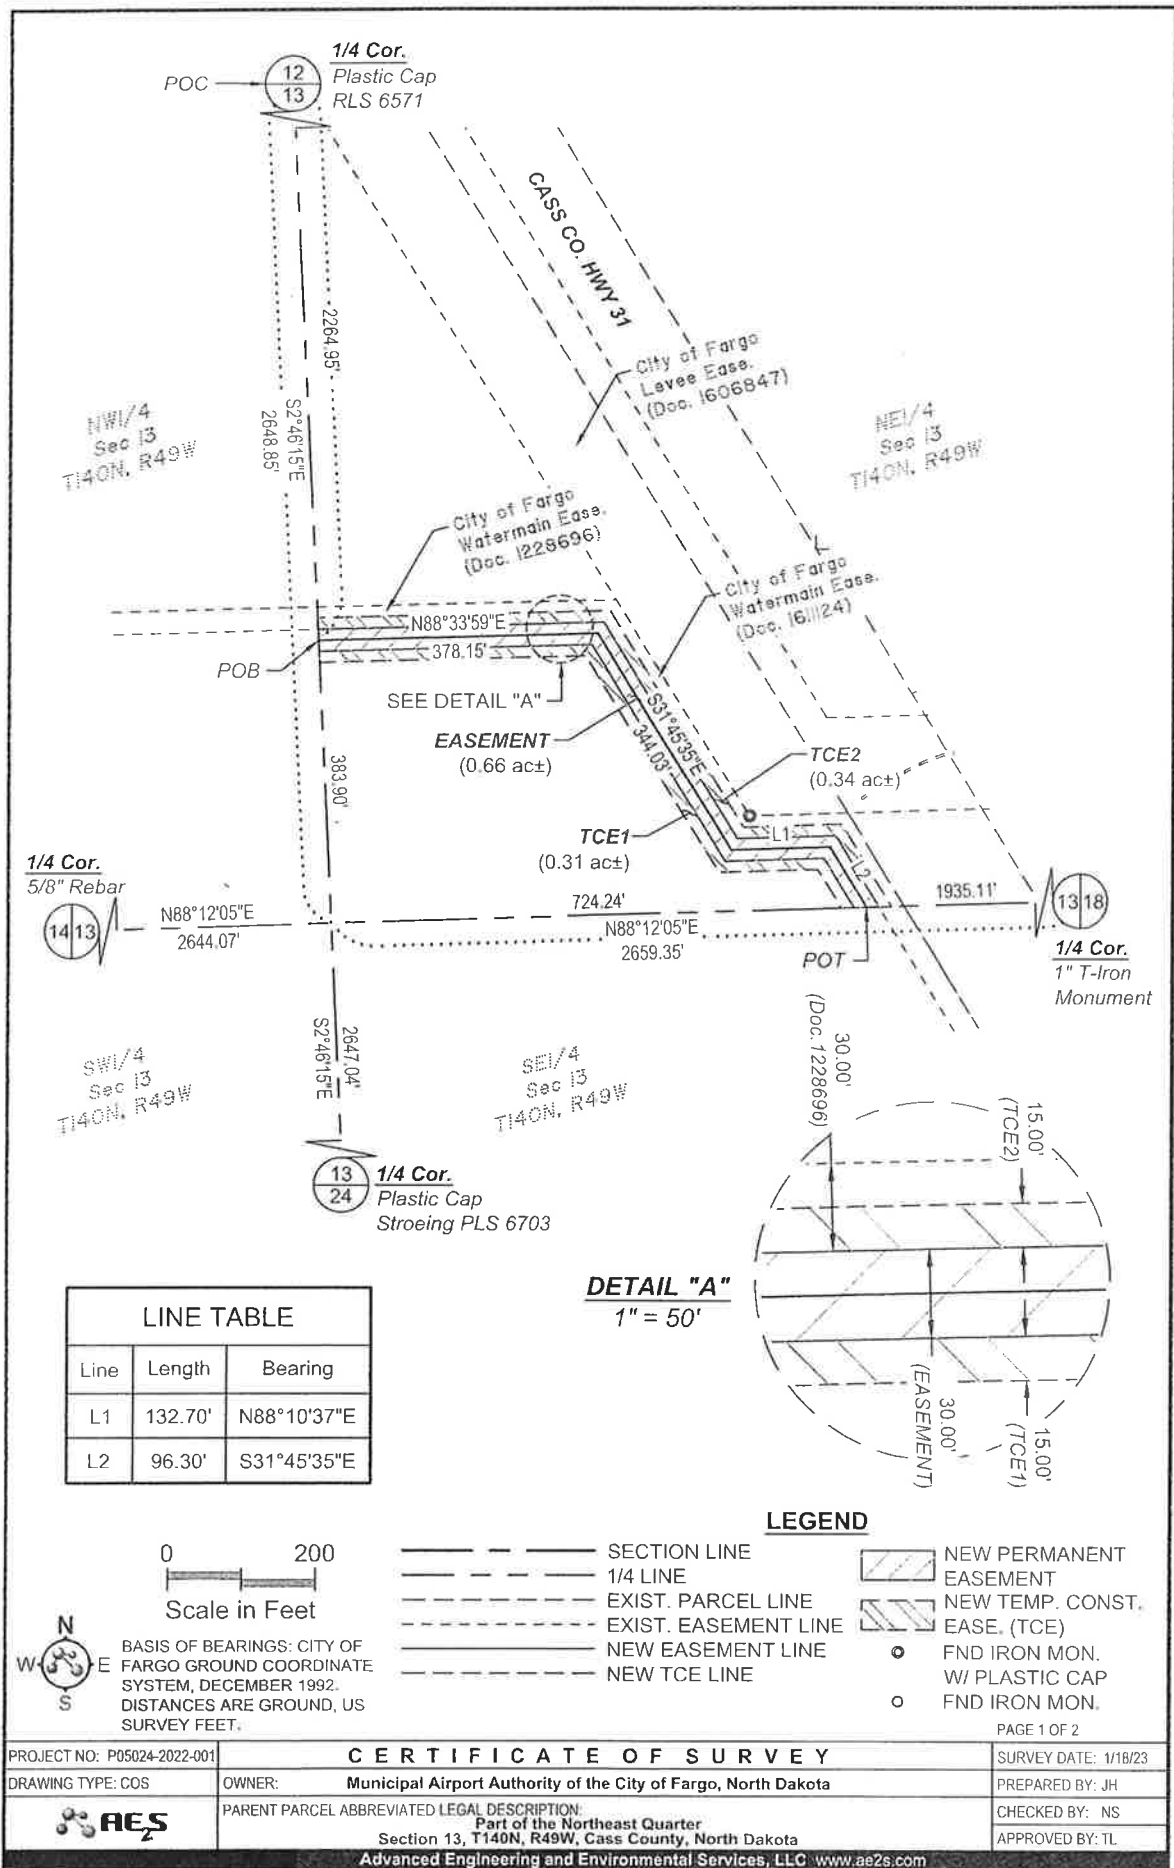 1/4 Cor.
Plastic Cap
RLS 6571
POC
12
13
CASS CO. HWY 31
2264.95'
S2°46'15"E
2648.85'
City of Fargo
Levee Ease.
(Doc. 1606847)
NW1/4
Sec 13
T140N, R49W
NE1/4
Sec 13
T140N, R49W
City of Fargo
Watermain Ease.
(Doc. 1228696)
City of Fargo
Watermain Ease.
(Doc. 1611124)
N88°33'59"E
378.15'
POB
SEE DETAIL "A"
EASEMENT
(0.66 ac±)
S31°45'35"E
344.03'
TCE2
(0.34 ac±)
383.90'
TCE1
(0.31 ac±)
L1
L2
1/4 Cor.
5/8" Rebar
14 13
N88°12'05"E
2644.07'
724.24'
N88°12'05"E
2659.35'
1935.11'
13 18
1/4 Cor.
1" T-Iron
Monument
POT
2647.04'
S2°46'15"E
SW1/4
Sec 13
T140N, R49W
SE1/4
Sec 13
T140N, R49W
13
24
1/4 Cor.
Plastic Cap
Stroeing PLS 6703
30.00'
(Doc.1228696)
15.00'
(TCE2)
DETAIL "A"
1" = 50'
30.00'
(EASEMENT)
15.00'
(TCE1)
LINE TABLE
Line Length Bearing
L1 132.70' N88°10'37"E
L2 96.30' S31°45'35"E
LEGEND
SECTION LINE
1/4 LINE
EXIST. PARCEL LINE
EXIST. EASEMENT LINE
NEW EASEMENT LINE
NEW TCE LINE
NEW PERMANENT
EASEMENT
NEW TEMP. CONST.
EASE. (TCE)
FND IRON MON.
W/ PLASTIC CAP
FND IRON MON.
0 200
Scale in Feet
N
W E
S
BASIS OF BEARINGS: CITY OF
FARGO GROUND COORDINATE
SYSTEM, DECEMBER 1992.
DISTANCES ARE GROUND, US
SURVEY FEET.
PAGE 1 OF 2
PROJECT NO: P05024-2022-001
CERTIFICATE OF SURVEY
SURVEY DATE: 1/18/23
DRAWING TYPE: COS
OWNER: Municipal Airport Authority of the City of Fargo, North Dakota
PREPARED BY: JH
AE2S
PARENT PARCEL ABBREVIATED LEGAL DESCRIPTION:
Part of the Northeast Quarter
Section 13, T140N, R49W, Cass County, North Dakota
CHECKED BY: NS
APPROVED BY: TL
Advanced Engineering and Environmental Services, LLC www.ae2s.com